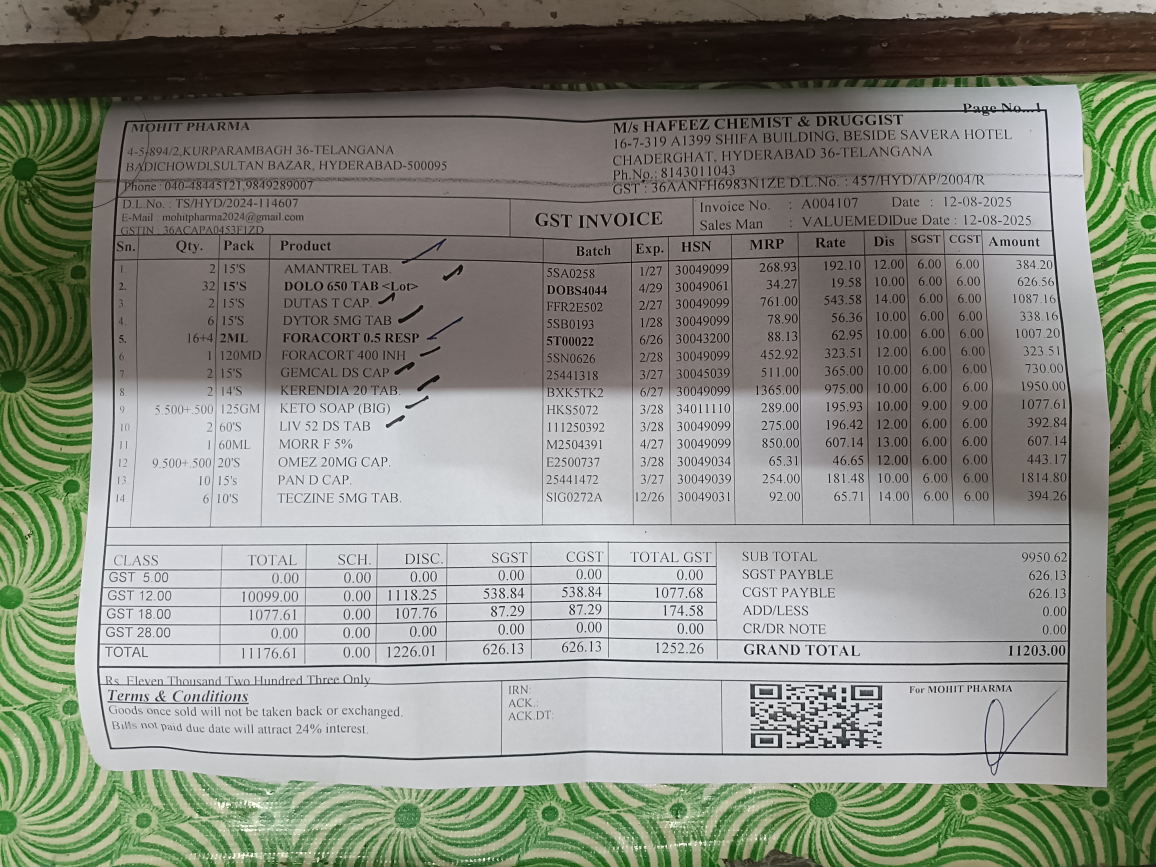 Page No...1
MOHIT PHARMA
4-5-894/2,KURPARAMBAGH 36-TELANGANA
BADICHOWDI,SULTAN BAZAR, HYDERABAD-500095
Phone : 040-48445121,9849289007
D.L.No. : TS/HYD/2024-114607
E-Mail : mohitpharma2024@gmail.com
GSTIN : 36ACAPA0453F1ZD
M/s HAFEEZ CHEMIST & DRUGGIST
16-7-319 A1399 SHIFA BUILDING, BESIDE SAVERA HOTEL
CHADERGHAT, HYDERABAD 36-TELANGANA
Ph.No.: 8143011043
GST : 36AANFH6983N1ZE D.L.No. : 457/HYD/AP/2004/R
GST INVOICE
Invoice No. : A004107 Date : 12-08-2025
Sales Man : VALUEMEDIDue Date : 12-08-2025
Sn. Qty. Pack Product Batch Exp. HSN MRP Rate Dis SGST CGST Amount
1. 2 15'S AMANTREL TAB. 5SA0258 1/27 30049099 268.93 192.10 12.00 6.00 6.00 384.20
2. 32 15'S DOLO 650 TAB <Lot> DOBS4044 4/29 30049061 34.27 19.58 10.00 6.00 6.00 626.56
3. 2 15'S DUTAS T CAP. FFR2E502 2/27 30049099 761.00 543.58 14.00 6.00 6.00 1087.16
4. 6 15'S DYTOR 5MG TAB 5SB0193 1/28 30049099 78.90 56.36 10.00 6.00 6.00 338.16
5. 16+4 2ML FORACORT 0.5 RESP 5T00022 6/26 30043200 88.13 62.95 10.00 6.00 6.00 1007.20
6 1 120MD FORACORT 400 INH 5SN0626 2/28 30049099 452.92 323.51 12.00 6.00 6.00 323.51
7 2 15'S GEMCAL DS CAP 25441318 3/27 30045039 511.00 365.00 10.00 6.00 6.00 730.00
8 2 14'S KERENDIA 20 TAB. BXK5TK2 6/27 30049099 1365.00 975.00 10.00 6.00 6.00 1950.00
9 5.500+.500 125GM KETO SOAP (BIG) HKS5072 3/28 34011110 289.00 195.93 10.00 9.00 9.00 1077.61
10 2 60'S LIV 52 DS TAB 111250392 3/28 30049099 275.00 196.42 12.00 6.00 6.00 392.84
11 1 60ML MORR F 5% M2504391 4/27 30049099 850.00 607.14 13.00 6.00 6.00 607.14
12 9.500+.500 20'S OMEZ 20MG CAP. E2500737 3/28 30049034 65.31 46.65 12.00 6.00 6.00 443.17
13 10 15's PAN D CAP. 25441472 3/27 30049039 254.00 181.48 10.00 6.00 6.00 1814.80
14 6 10'S TECZINE 5MG TAB. SIG0272A 12/26 30049031 92.00 65.71 14.00 6.00 6.00 394.26
CLASS TOTAL SCH. DISC. SGST CGST TOTAL GST
GST 5.00 0.00 0.00 0.00 0.00 0.00 0.00
GST 12.00 10099.00 0.00 1118.25 538.84 538.84 1077.68
GST 18.00 1077.61 0.00 107.76 87.29 87.29 174.58
GST 28.00 0.00 0.00 0.00 0.00 0.00 0.00
TOTAL 11176.61 0.00 1226.01 626.13 626.13 1252.26
SUB TOTAL 9950.62
SGST PAYBLE 626.13
CGST PAYBLE 626.13
ADD/LESS 0.00
CR/DR NOTE 0.00
GRAND TOTAL 11203.00
Rs. Eleven Thousand Two Hundred Three Only
Terms & Conditions
Goods once sold will not be taken back or exchanged.
Bills not paid due date will attract 24% interest.
IRN:
ACK.:
ACK.DT:
For MOHIT PHARMA